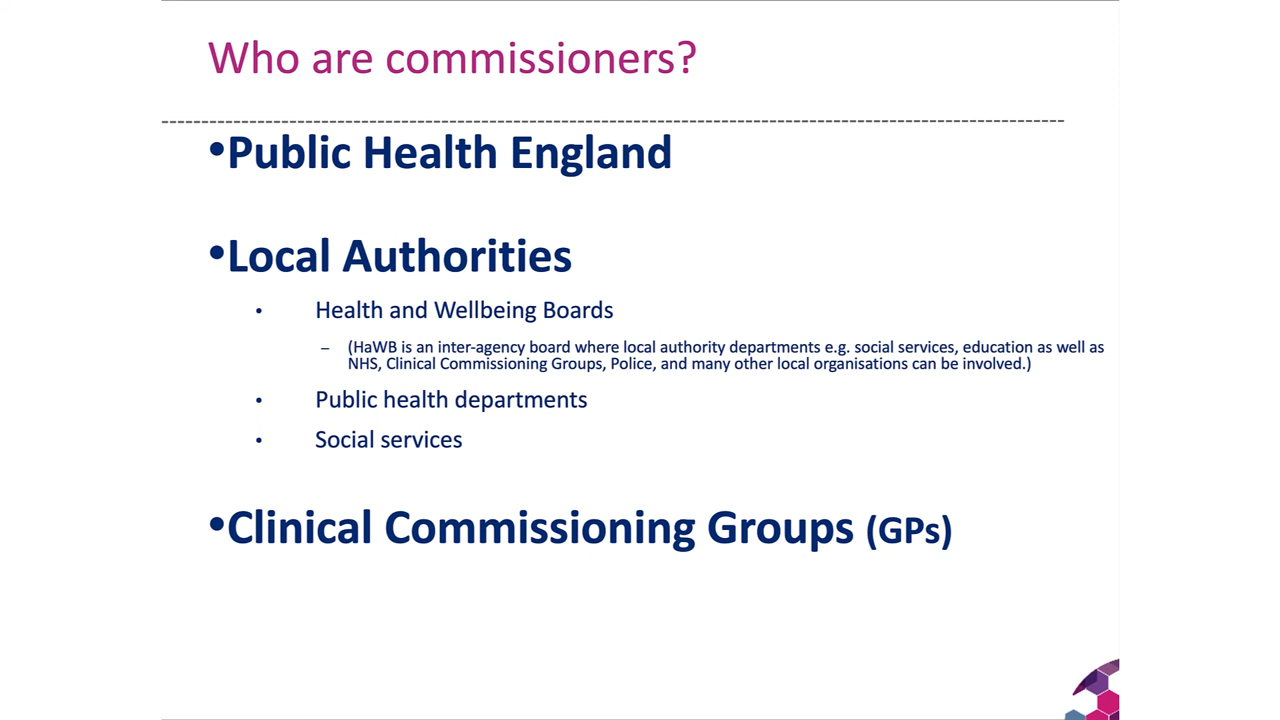 Who are commissioners?
•Public Health England
•Local Authorities
• Health and Wellbeing Boards
– (HaWB is an inter-agency board where local authority departments e.g. social services, education as well as
NHS, Clinical Commissioning Groups, Police, and many other local organisations can be involved.)
• Public health departments
• Social services
•Clinical Commissioning Groups (GPs)